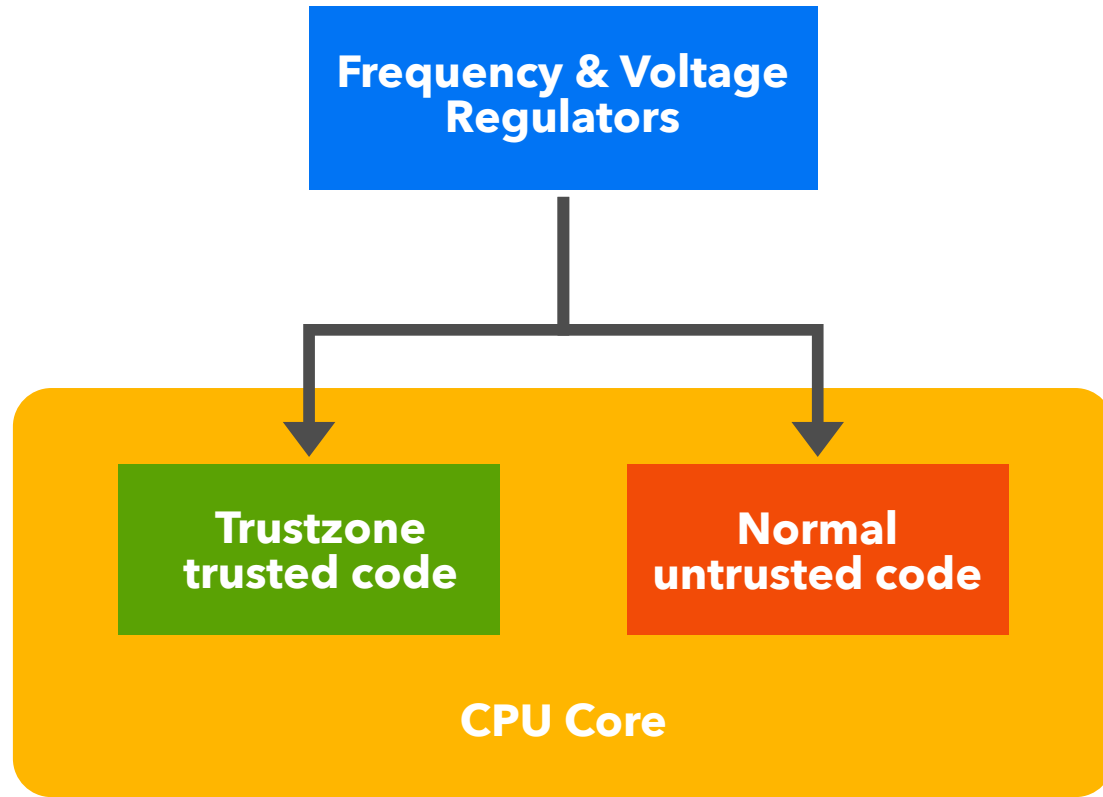 Frequency & Voltage
Regulators
Trustzone
trusted code
Normal
untrusted code
CPU Core